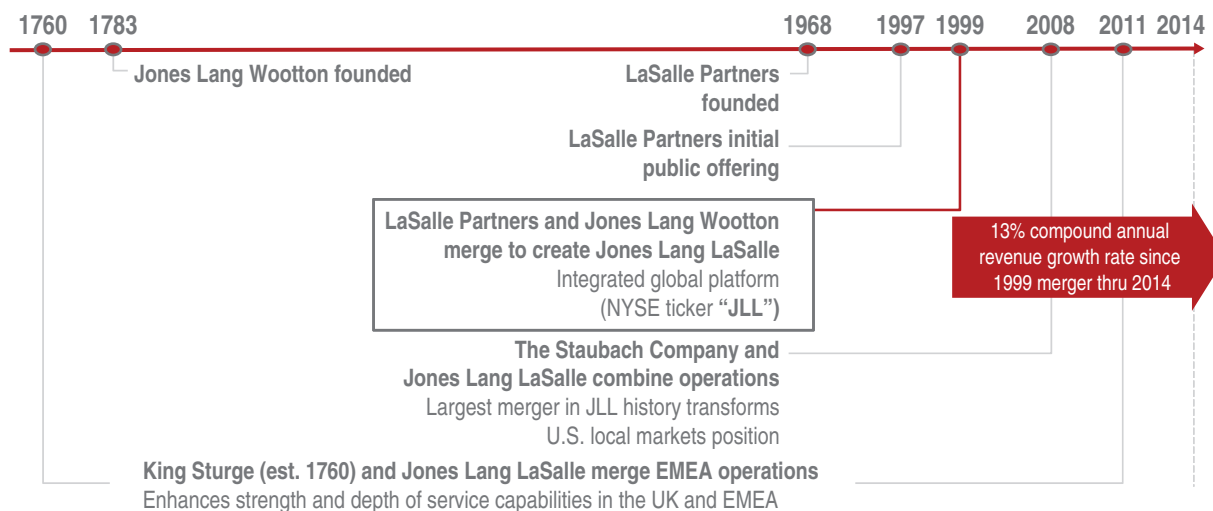 1760 1783 1968 1997 1999 2008 2011 2014
Jones Lang Wootton founded
LaSalle Partners
founded
LaSalle Partners initial
public offering
LaSalle Partners and Jones Lang Wootton
merge to create Jones Lang LaSalle
Integrated global platform
(NYSE ticker “JLL”)
13% compound annual
revenue growth rate since
1999 merger thru 2014
The Staubach Company and
Jones Lang LaSalle combine operations
Largest merger in JLL history transforms
U.S. local markets position
King Sturge (est. 1760) and Jones Lang LaSalle merge EMEA operations
Enhances strength and depth of service capabilities in the UK and EMEA